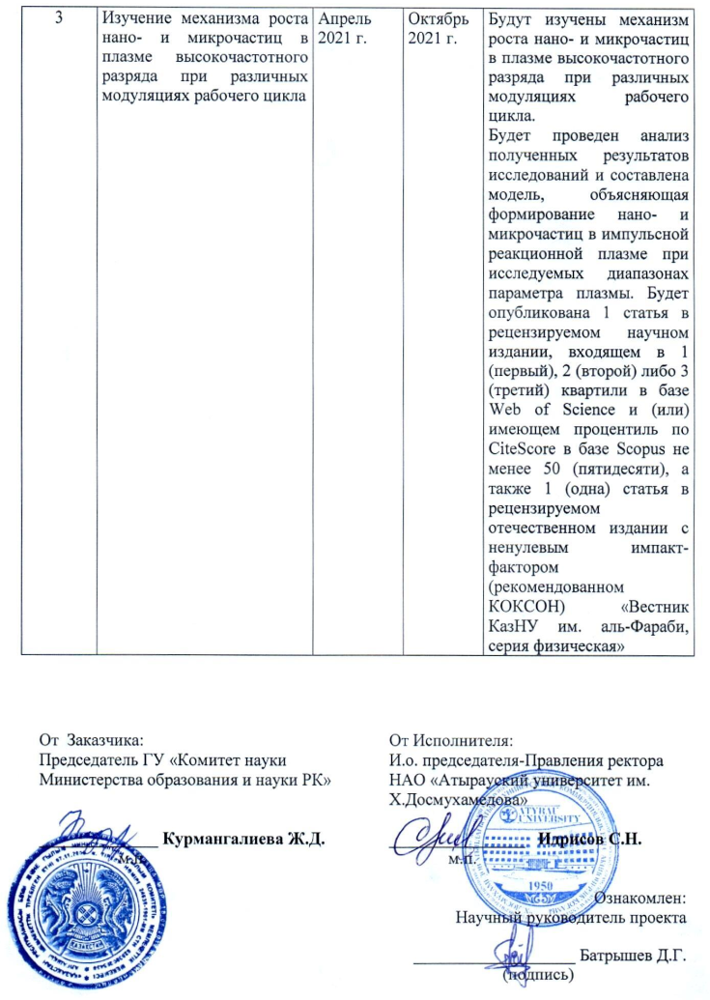 3
Изучение механизма роста
нано- и микрочастиц в
плазме высокочастотного
разряда при различных
модуляциях рабочего цикла
Апрель
2021 г.
Октябрь
2021 г.
Будут изучены механизм
роста нано- и микрочастиц
в плазме высокочастотного
разряда при различных
модуляциях рабочего
цикла.
Будет проведен анализ
полученных результатов
исследований и составлена
модель, объясняющая
формирование нано- и
микрочастиц в импульсной
реакционной плазме при
исследуемых диапазонах
параметра плазмы. Будет
опубликована 1 статья в
рецензируемом научном
издании, входящем в 1
(первый), 2 (второй) либо 3
(третий) квартили в базе
Web of Science и (или)
имеющем процентиль по
CiteScore в базе Scopus не
менее 50 (пятидесяти), а
также 1 (одна) статья в
рецензируемом
отечественном издании с
ненулевым импакт-
фактором
(рекомендованном
КОКСОН) «Вестник
КазНУ им. аль-Фараби,
серия физическая»
От Заказчика:
Председатель ГУ «Комитет науки
Министерства образования и науки РК»
Курмангалиева Ж.Д.
м.п.
ҚАЗАҚСТАН
От Исполнителя:
И.о. председателя-Правления ректора
НАО «Атырауский университет им.
Х.Досмухамедова»
ATYRAU
UNIVERSITY
Идрисов С.Н.
м.п.
1950
Ознакомлен:
Научный руководитель проекта
Батрышев Д.Г.
(подпись)